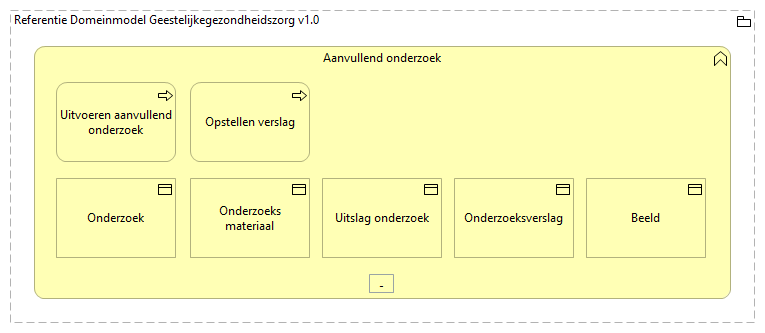 Referentie Domeinmodel Geestelijkegezondheidszorg v1.0
Aanvullend onderzoek
Uitvoeren aanvullend
onderzoek
Opstellen verslag
Onderzoek
Onderzoeks
materiaal
Uitslag onderzoek
Onderzoeksverslag
Beeld
-